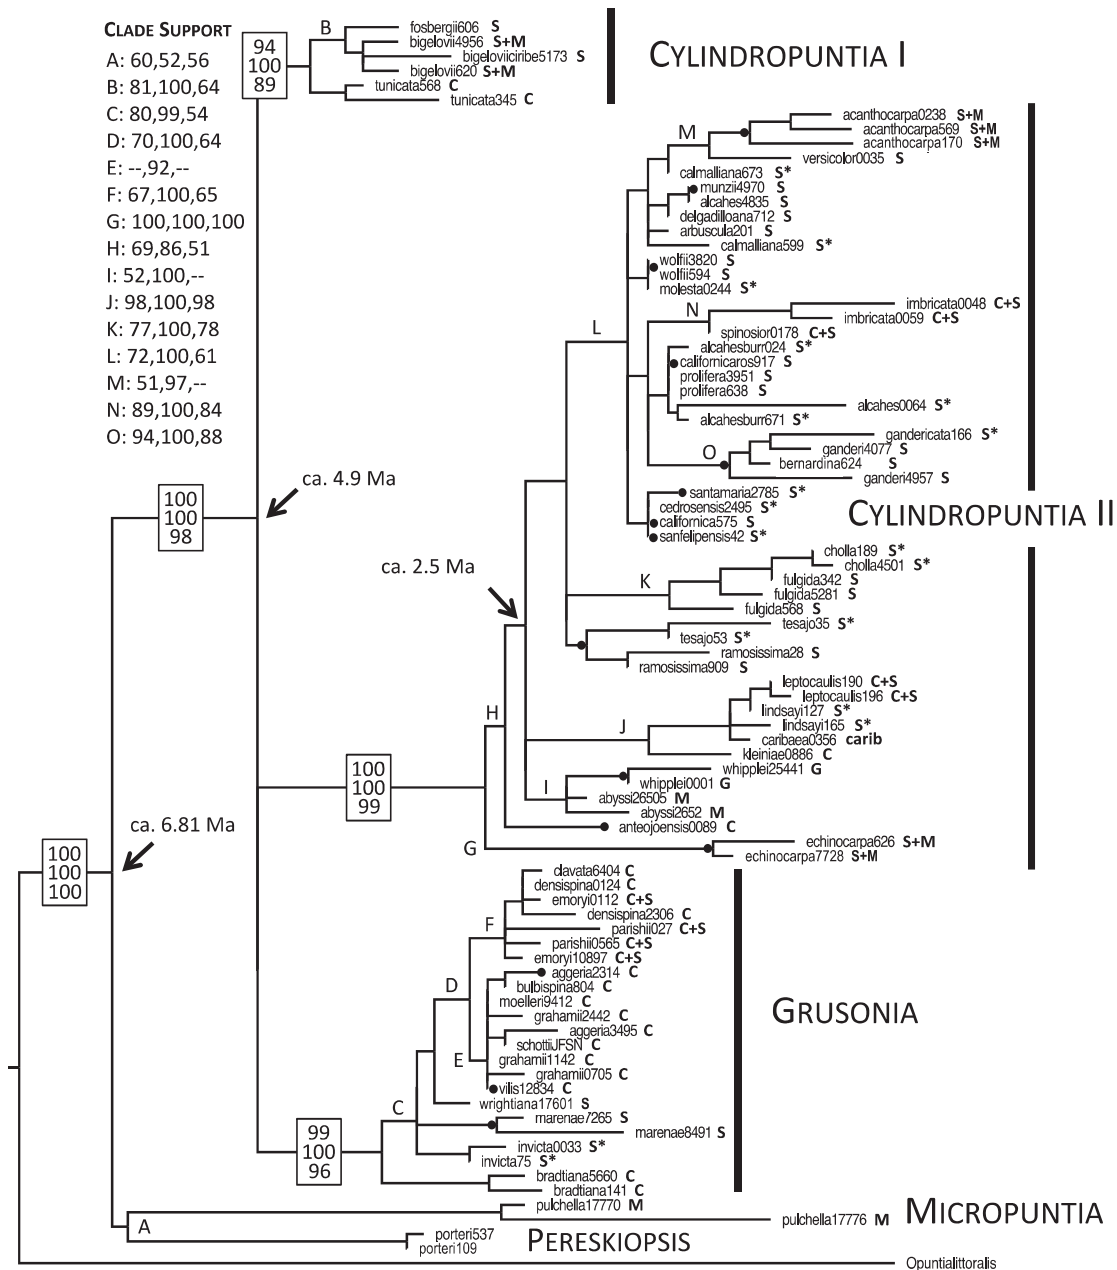 CLADE SUPPORT
A: 60,52,56
B: 81,100,64
C: 80,99,54
D: 70,100,64
E: --,92,--
F: 67,100,65
G: 100,100,100
H: 69,86,51
I: 52,100,--
J: 98,100,98
K: 77,100,78
L: 72,100,61
M: 51,97,--
N: 89,100,84
O: 94,100,88
94
100
89
B
fosbergii606 S
bigelovii4956 S+M
bigeloviiciribe5173 S
bigelovii620 S+M
tunicata568 C
tunicata345 C
CYLINDROPUNTIA I
M
acanthocarpa0238 S+M
acanthocarpa569 S+M
acanthocarpa170 S+M
versicolor0035 S
calmalliana673 S*
munzii4970 S
alcahes4835 S
delgadilloana712 S
arbuscula201 S
calmalliana599 S*
wolfii3820 S
wolfii594 S
molesta0244 S*
L
N
imbricata0048 C+S
imbricata0059 C+S
spinosior0178 C+S
alcahesburr024 S*
californicaros917 S
prolifera3951 S
prolifera638 S
alcahes0064 S*
alcahesburr671 S*
O
gandericata166 S*
ganderi4077 S
bernardina624 S
ganderi4957 S
santamaria2785 S*
cedrosensis2495 S*
californica575 S
sanfelipensis42 S*
CYLINDROPUNTIA II
ca. 4.9 Ma
100
100
98
ca. 2.5 Ma
K
cholla189 S*
cholla4501 S*
fulgida342 S
fulgida5281 S
fulgida568 S
tesajo35 S*
tesajo53 S*
ramosissima28 S
ramosissima909 S
H
J
leptocaulis190 C+S
leptocaulis196 C+S
lindsayi127 S*
lindsayi165 S*
caribaea0356 carib
kleiniae0886 C
100
100
99
I
whipplei25441 G
whipplei0001 G
abyssi26505 M
abyssi2652 M
anteojoensis0089 C
G
echinocarpa626 S+M
echinocarpa7728 S+M
ca. 6.81 Ma
100
100
100
F
clavata6404 C
densispina0124 C
emoryi0112 C+S
densispina2306 C
parishii027 C+S
parishii0565 C+S
emoryi10897 C+S
D
aggeria2314 C
bulbispina804 C
moelleri9412 C
grahamii2442 C
aggeria3495 C
schottiiJFSN C
E
grahamii1142 C
grahamii0705 C
vilis12834 C
wrightiana17601 S
GRUSONIA
C
marenae7265 S
marenae8491 S
invicta0033 S*
invicta75 S*
99
100
96
bradtiana5660 C
bradtiana141 C
A
pulchella17770 M
pulchella17776 M
MICROPUNTIA
porteri537
porteri109
PERESKIOPSIS
Opuntialittoralis